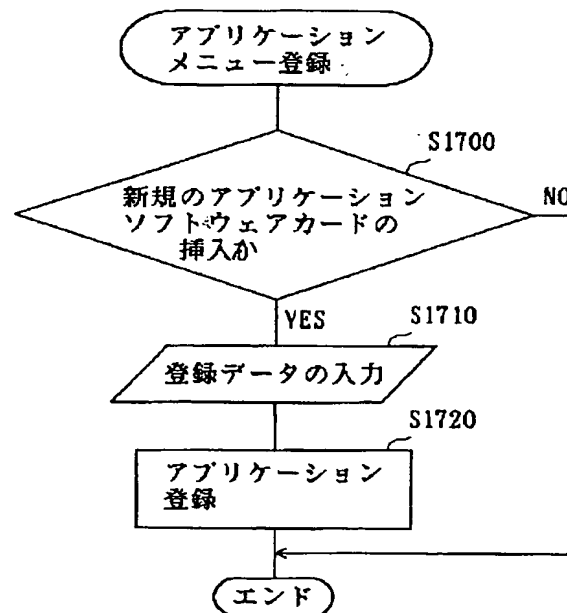 アプリケーション
メニュー登録
S1700
新規のアプリケーション
ソフトウェアカードの
挿入か
NO
YES
S1710
登録データの入力
S1720
アプリケーション
登録
エンド